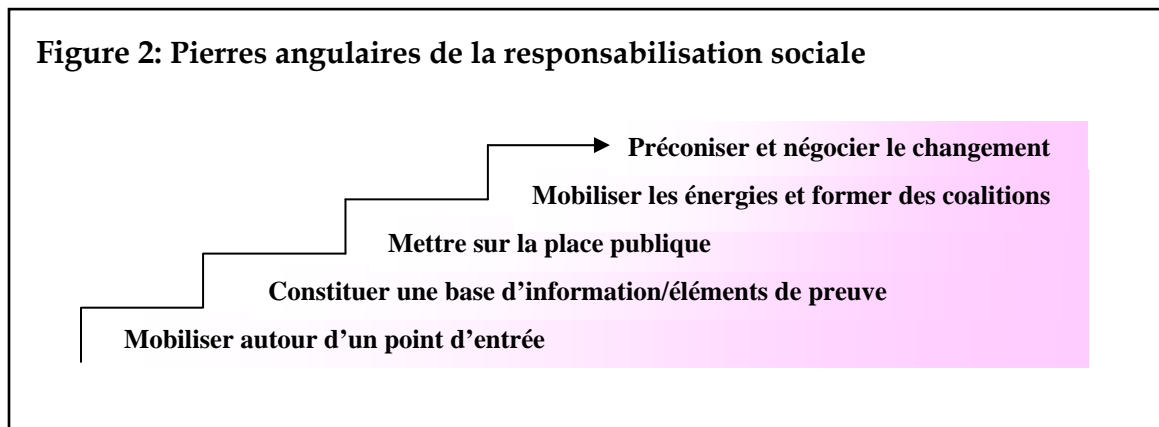 Figure 2: Pierres angulaires de la responsabilisation sociale
Préconiser et négocier le changement
Mobiliser les énergies et former des coalitions
Mettre sur la place publique
Constituer une base d’information/éléments de preuve
Mobiliser autour d’un point d’entrée